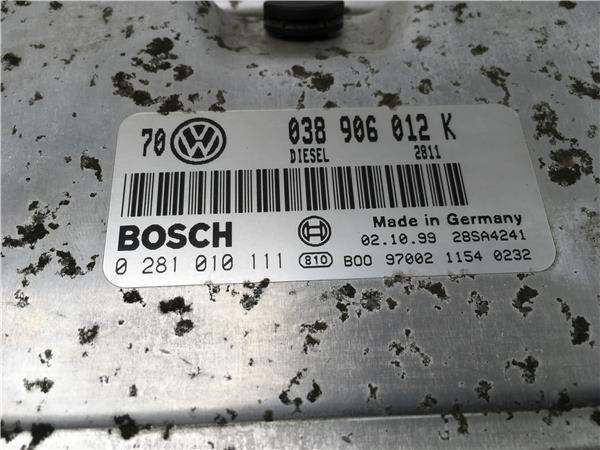 70 VW 038 906 012 K
DIESEL 2811
BOSCH Made in Germany
02.10.99 28SA4241
0 281 010 111 810 B00 97002 1154 0232